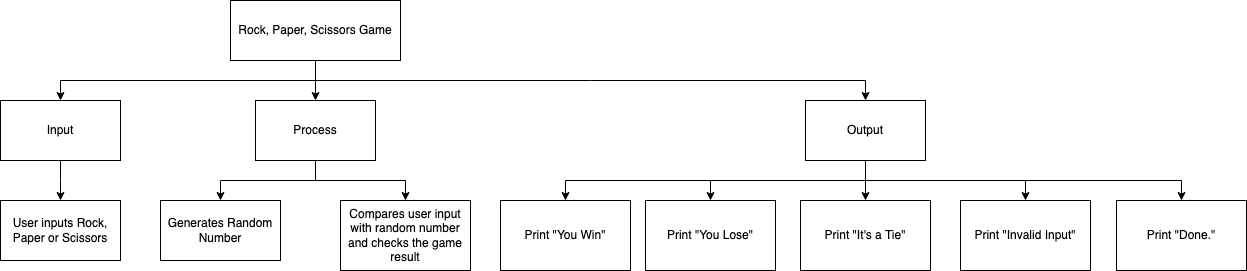 Rock, Paper, Scissors Game
Input
Process
Output
User inputs Rock,
Paper or Scissors
Generates Random
Number
Compares user input
with random number
and checks the game
result
Print "You Win"
Print "You Lose"
Print "It's a Tie"
Print "Invalid Input"
Print "Done."